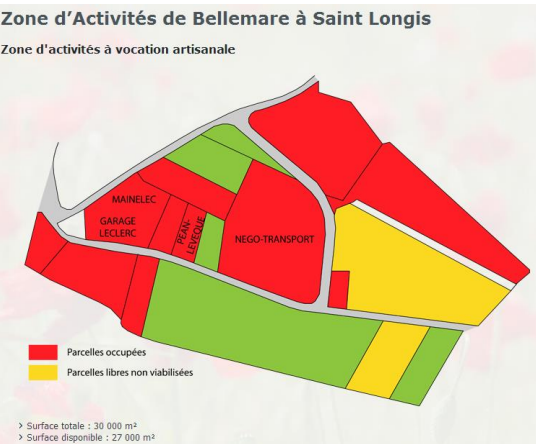 Zone d'Activités de Bellemare à Saint Longis
Zone d'activités à vocation artisanale
MAINELEC
GARAGE
LECLERC
PEAN-
LEVEQUE
NEGO-TRANSPORT
Parcelles occupées
Parcelles libres non viabilisées
> Surface totale : 30 000 m²
> Surface disponible : 27 000 m²